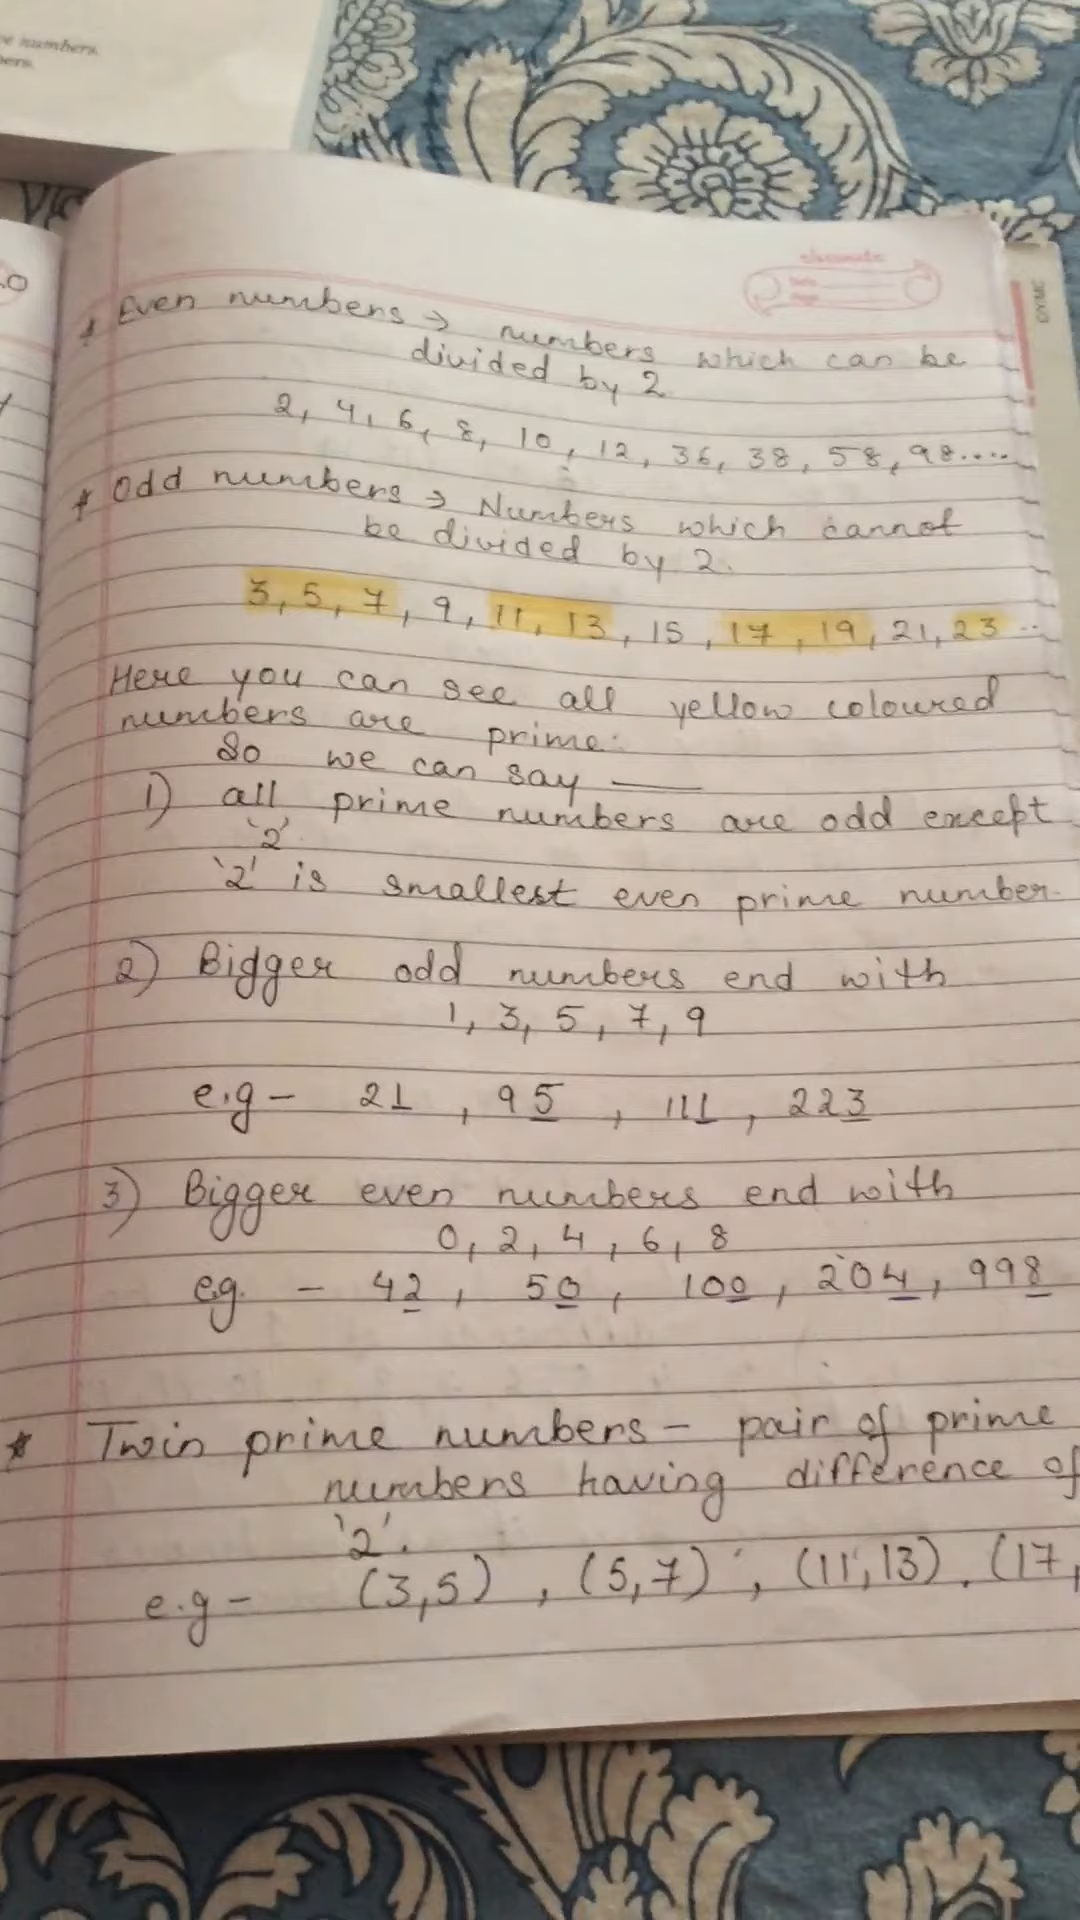 e numbers.
bers.
classmate
Date
Page
* Even numbers → numbers which can be
divided by 2
2, 4, 6, 8, 10, 12, 36, 38, 58, 98....
* Odd numbers → Numbers which cannot
be divided by 2.
3, 5, 7, 9, 11, 13, 15, 17, 19, 21, 23 ..
Here you can see all yellow coloured
numbers are prime.
So we can say —
1) all prime numbers are odd except
'2'.
'2' is smallest even prime number.
2) Bigger odd numbers end with
1, 3, 5, 7, 9
e.g - 21, 95, 111, 223
3) Bigger even numbers end with
0, 2, 4, 6, 8
eg. - 42, 50, 100, 204, 998
* Twin prime numbers - pair of prime
numbers having difference of
'2'.
e.g - (3,5), (5,7), (11,13). (17,